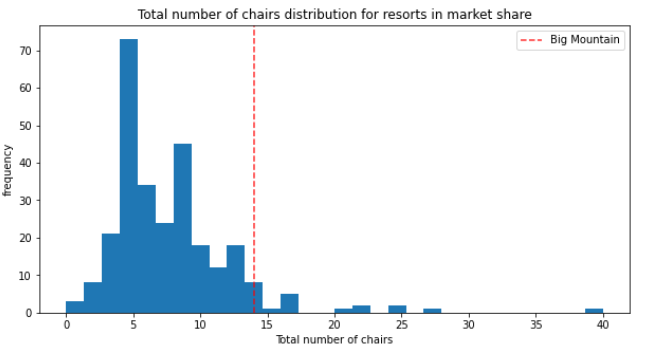 Total number of chairs distribution for resorts in market share
Big Mountain
frequency
70
60
50
40
30
20
10
0
0 5 10 15 20 25 30 35 40
Total number of chairs